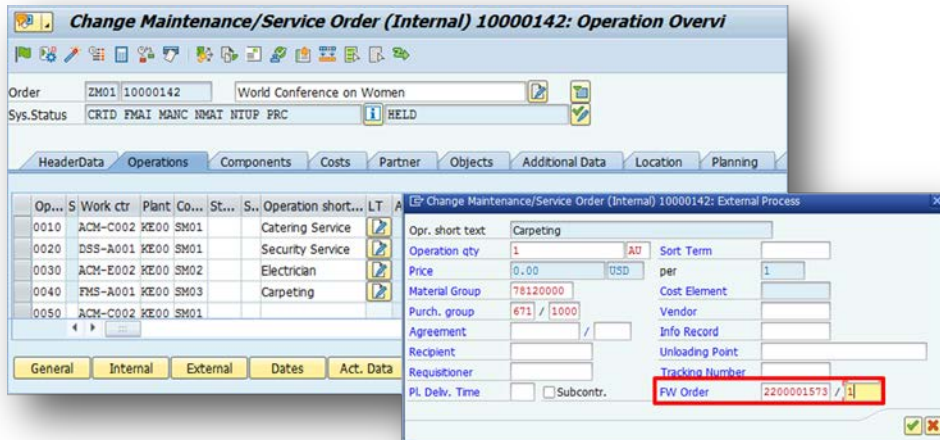 Change Maintenance/Service Order (Internal) 10000142: Operation Overvi
Order ZM01 10000142 World Conference on Women
Sys.Status CRTD FMAI MANC NMAT NTUP PRC HELD
HeaderData Operations Components Costs Partner Objects Additional Data Location Planning
Op... S Work ctr Plant Co... St... S.. Operation short... LT A
0010 ACM-C002 KE00 SM01 Catering Service
0020 DSS-A001 KE00 SM01 Security Service
0030 ACM-E002 KE00 SM02 Electrician
0040 FMS-A001 KE00 SM03 Carpeting
0050 ACM-C002 KE00 SM01
General Internal External Dates Act. Data
Change Maintenance/Service Order (Internal) 10000142: External Process
Opr. short text Carpeting
Operation qty 1 AU Sort Term
Price 0.00 USD per 1
Material Group 78120000 Cost Element
Purch. group 671 / 1000 Vendor
Agreement / Info Record
Recipient Unloading Point
Requisitioner Tracking Number
Pl. Deliv. Time Subcontr. FW Order 2200001573 / 1